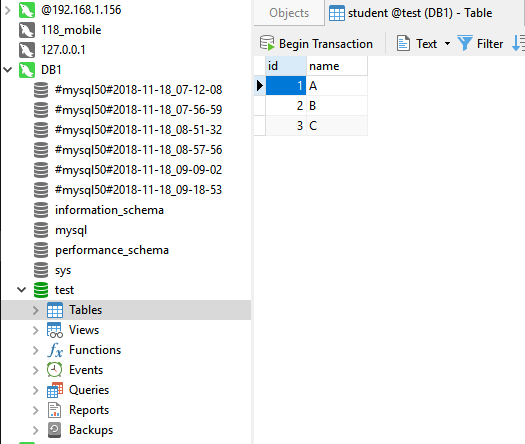 @192.168.1.156
118_mobile
127.0.0.1
DB1
#mysql50#2018-11-18_07-12-08
#mysql50#2018-11-18_07-56-59
#mysql50#2018-11-18_08-51-32
#mysql50#2018-11-18_08-57-56
#mysql50#2018-11-18_09-09-02
#mysql50#2018-11-18_09-18-53
information_schema
mysql
performance_schema
sys
test
Tables
Views
Functions
Events
Queries
Reports
Backups
Objects
student @test (DB1) - Table
Begin Transaction
Text
Filter
id name
1 A
2 B
3 C